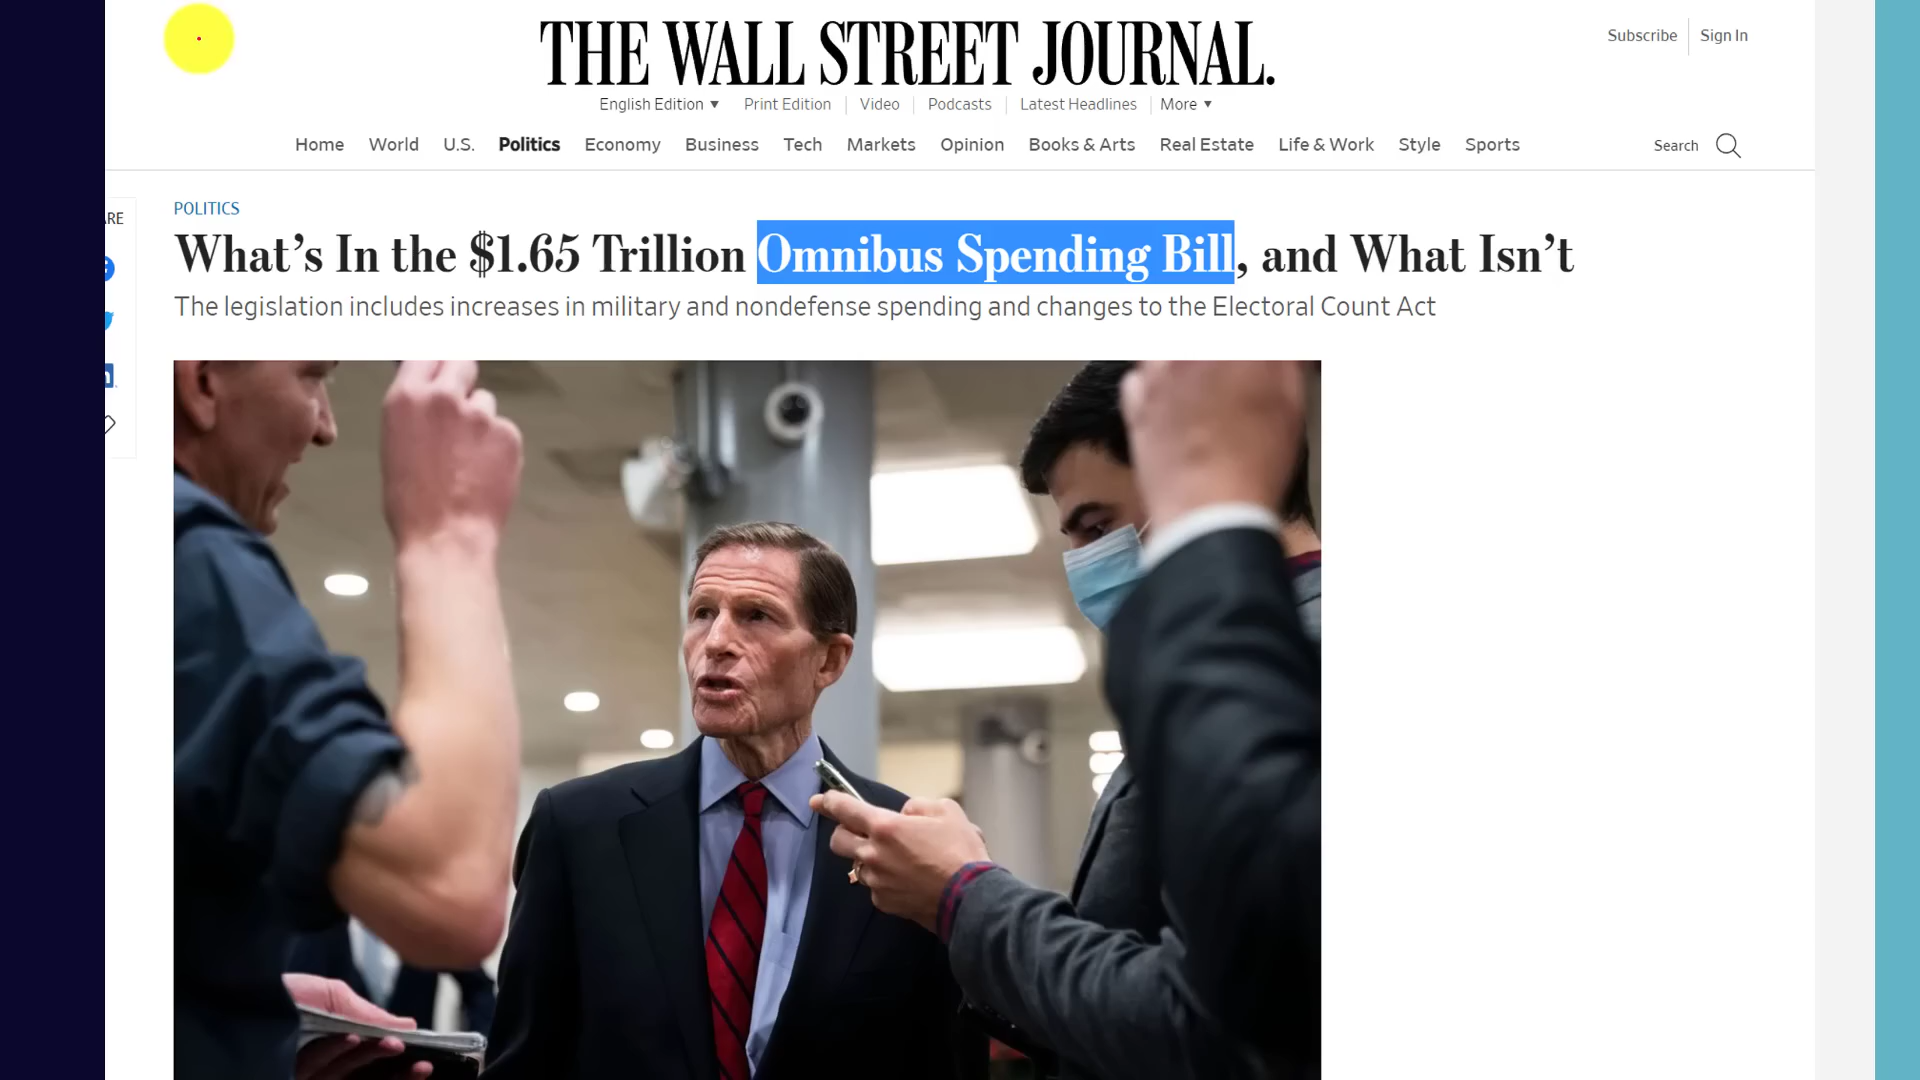 THE WALL STREET JOURNAL.
Subscribe Sign In
English Edition Print Edition Video Podcasts Latest Headlines More
Home World U.S. Politics Economy Business Tech Markets Opinion Books & Arts Real Estate Life & Work Style Sports
Search
ARE
POLITICS
What’s In the $1.65 Trillion Omnibus Spending Bill, and What Isn’t
The legislation includes increases in military and nondefense spending and changes to the Electoral Count Act